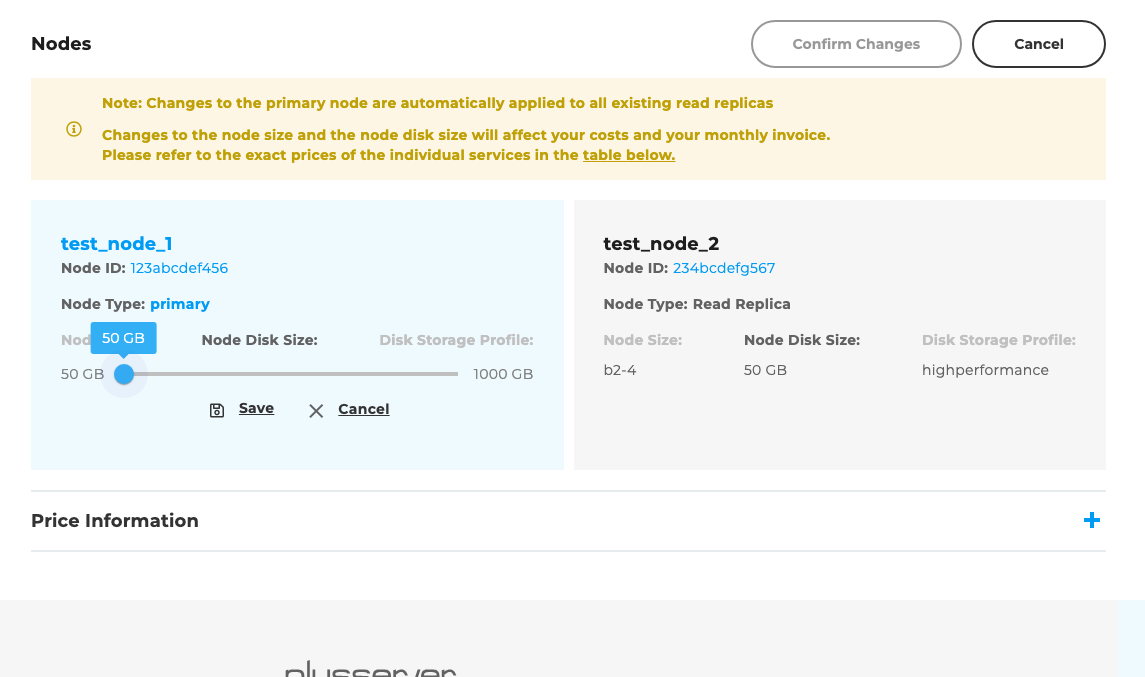 Nodes
Confirm Changes
Cancel
Note: Changes to the primary node are automatically applied to all existing read replicas
Changes to the node size and the node disk size will affect your costs and your monthly invoice.
Please refer to the exact prices of the individual services in the table below.
test_node_1
Node ID: 123abcdef456
Node Type: primary
50 GB
Node Disk Size:
Disk Storage Profile:
50 GB
1000 GB
Save
Cancel
test_node_2
Node ID: 234bcdefg567
Node Type: Read Replica
Node Size:
Node Disk Size:
Disk Storage Profile:
b2-4
50 GB
highperformance
Price Information
plusserver